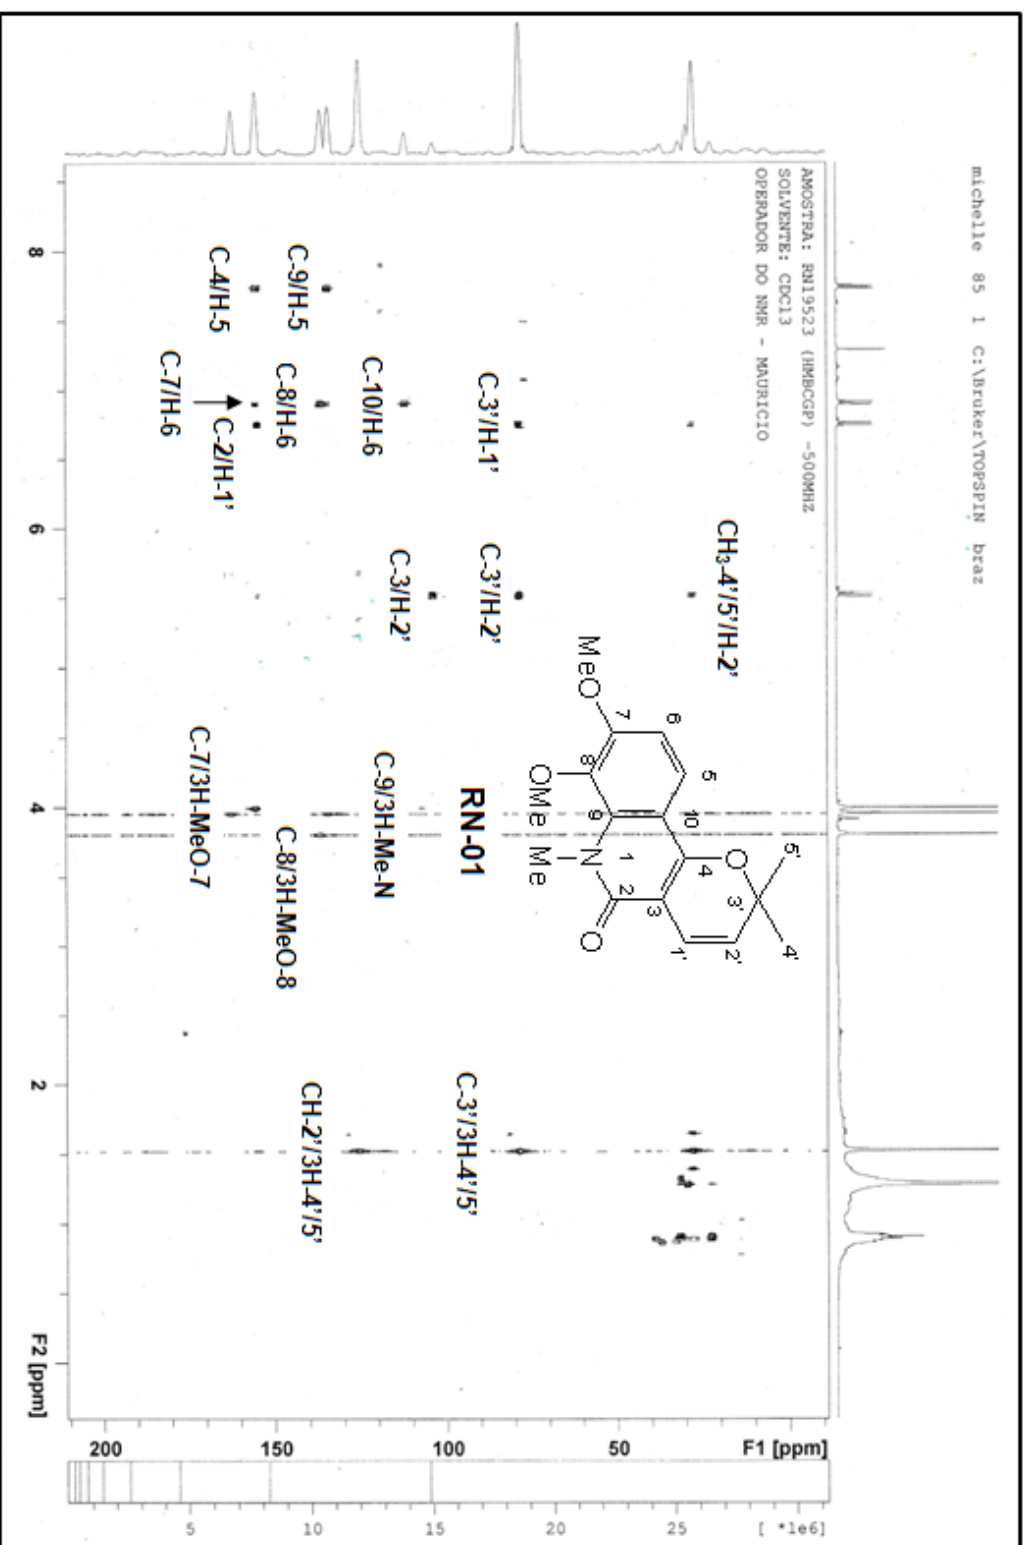 michelle 85 1 C:\Bruker\TOPSPIN braz
AMOSTRA: RN19523 (HMBCGP) -500MHZ
SOLVENTE: CDCl3
OPERADOR DO NMR - MAURICIO
CH3-4'/5'/H-2'
C-3'/H-1'
C-3'/H-2'
C-10/H-6
C-3/H-2'
C-9/H-5
C-8/H-6
C-4/H-5
C-2/H-1'
C-7/H-6
MeO
7
6
5
8
OMe
9
10
Me
N
1
2
3
4
O
O
1'
2'
3'
4'
5'
RN-01
C-9/3H-Me-N
C-8/3H-MeO-8
C-7/3H-MeO-7
C-3'/3H-4'/5'
CH-2'/3H-4'/5'
8
6
4
2
F2 [ppm]
200
150
100
50
F1 [ppm]
5
10
15
20
25
[ *1e6]